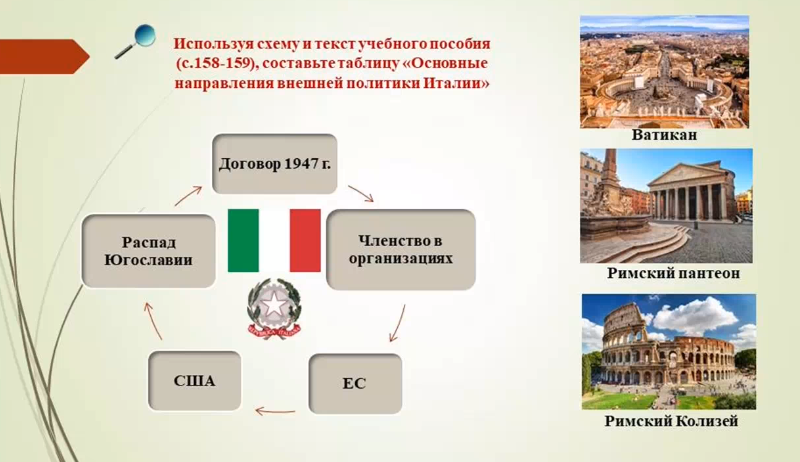 Используя схему и текст учебного пособия
(с.158-159), составьте таблицу «Основные
направления внешней политики Италии»
Договор 1947 г.
Членство в
организациях
ЕС
США
Распад
Югославии
Ватикан
Римский пантеон
Римский Колизей